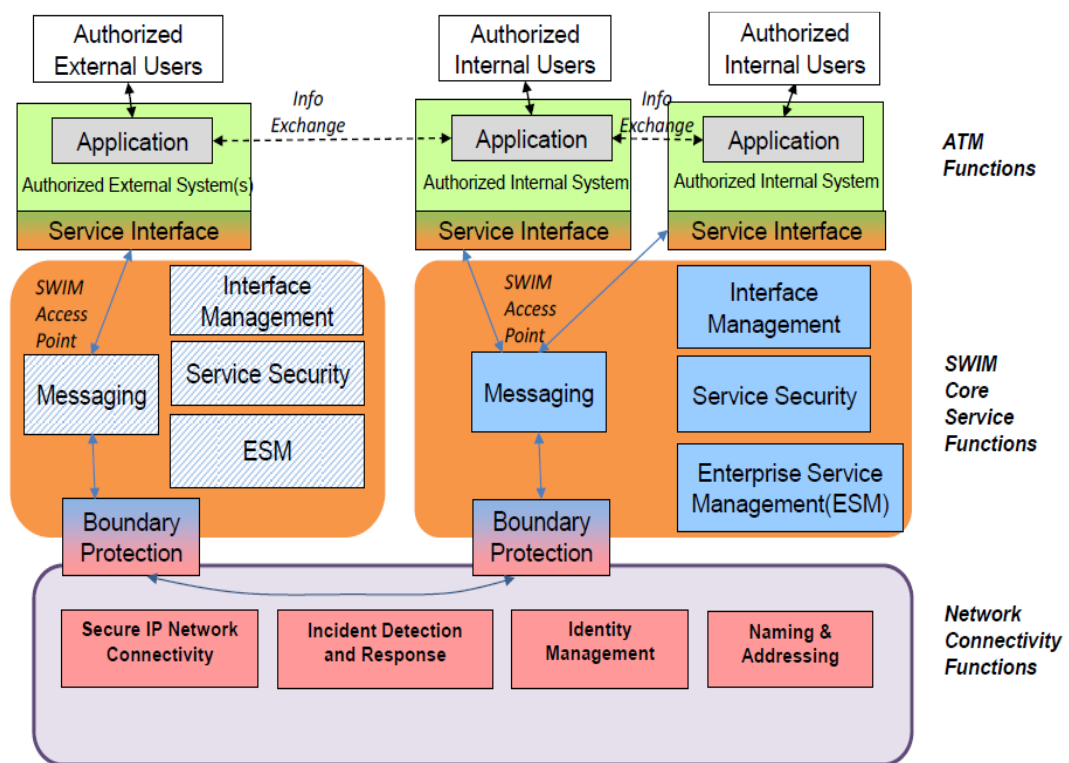 Authorized
External Users
Authorized
Internal Users
Authorized
Internal Users
Info
Exchange
Info
Exchange
Application
Application
Application
Authorized External System(s)
Authorized Internal System
Authorized Internal System
Service Interface
Service Interface
Service Interface
ATM
Functions
SWIM
Access
Point
Interface
Management
Messaging
Service Security
ESM
Boundary
Protection
SWIM
Access
Point
Interface
Management
Messaging
Service Security
Enterprise Service
Management(ESM)
Boundary
Protection
SWIM
Core
Service
Functions
Secure IP Network
Connectivity
Incident Detection
and Response
Identity
Management
Naming &
Addressing
Network
Connectivity
Functions